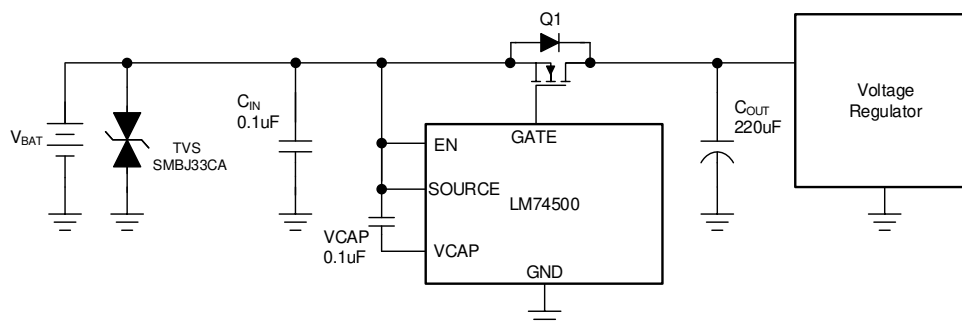 Q1
VBAT
TVS
SMBJ33CA
CIN
0.1uF
COUT
220uF
Voltage
Regulator
GATE
EN
SOURCE
LM74500
VCAP
0.1uF
VCAP
GND